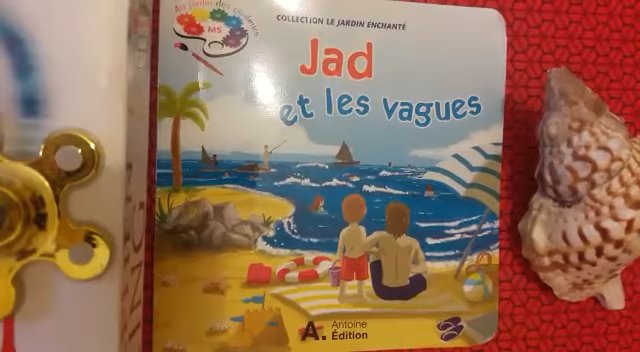 Au jardin des couleurs
MS
COLLECTION LE JARDIN ENCHANTÉ
Jad
et les vagues
A. Antoine
Édition